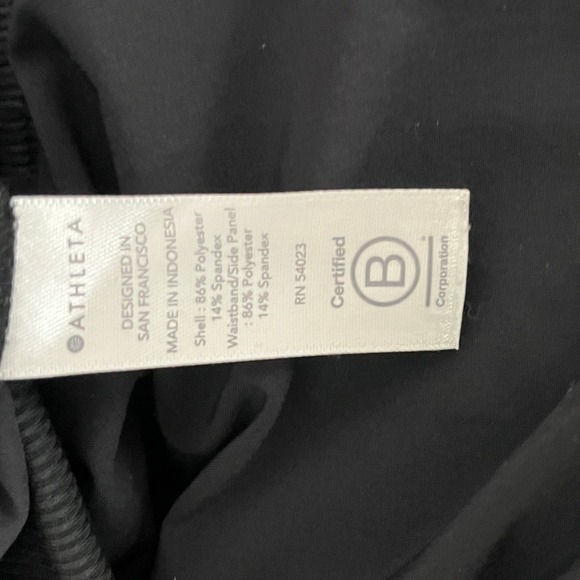 ATHLETA
DESIGNED IN
SAN FRANCISCO
MADE IN INDONESIA
Shell : 86% Polyester
14% Spandex
Waistband/Side Panel
: 86% Polyester
14% Spandex
RN 54023
Certified
B
Corporation